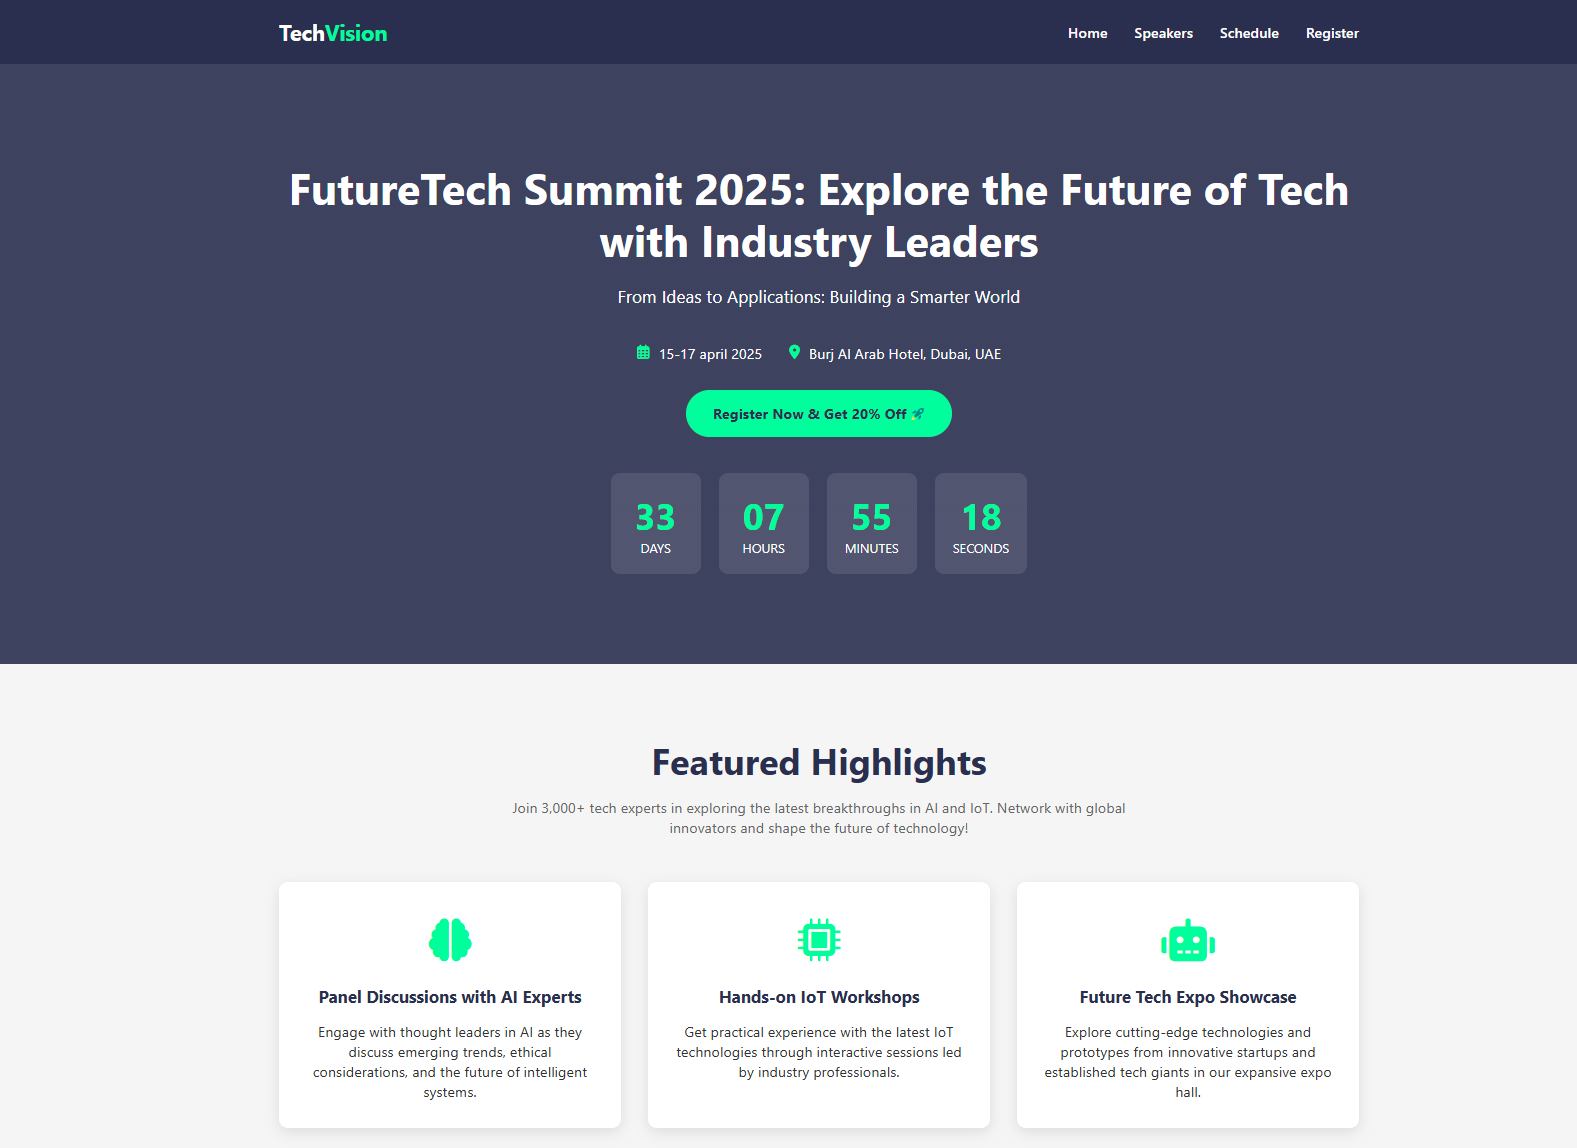 TechVision
Home Speakers Schedule Register
FutureTech Summit 2025: Explore the Future of Tech
with Industry Leaders
From Ideas to Applications: Building a Smarter World
15-17 april 2025 Burj Al Arab Hotel, Dubai, UAE
Register Now & Get 20% Off 🚀
33 07 55 18
DAYS HOURS MINUTES SECONDS
Featured Highlights
Join 3,000+ tech experts in exploring the latest breakthroughs in AI and IoT. Network with global
innovators and shape the future of technology!
Panel Discussions with AI Experts
Engage with thought leaders in AI as they
discuss emerging trends, ethical
considerations, and the future of intelligent
systems.
Hands-on IoT Workshops
Get practical experience with the latest IoT
technologies through interactive sessions led
by industry professionals.
Future Tech Expo Showcase
Explore cutting-edge technologies and
prototypes from innovative startups and
established tech giants in our expansive expo
hall.